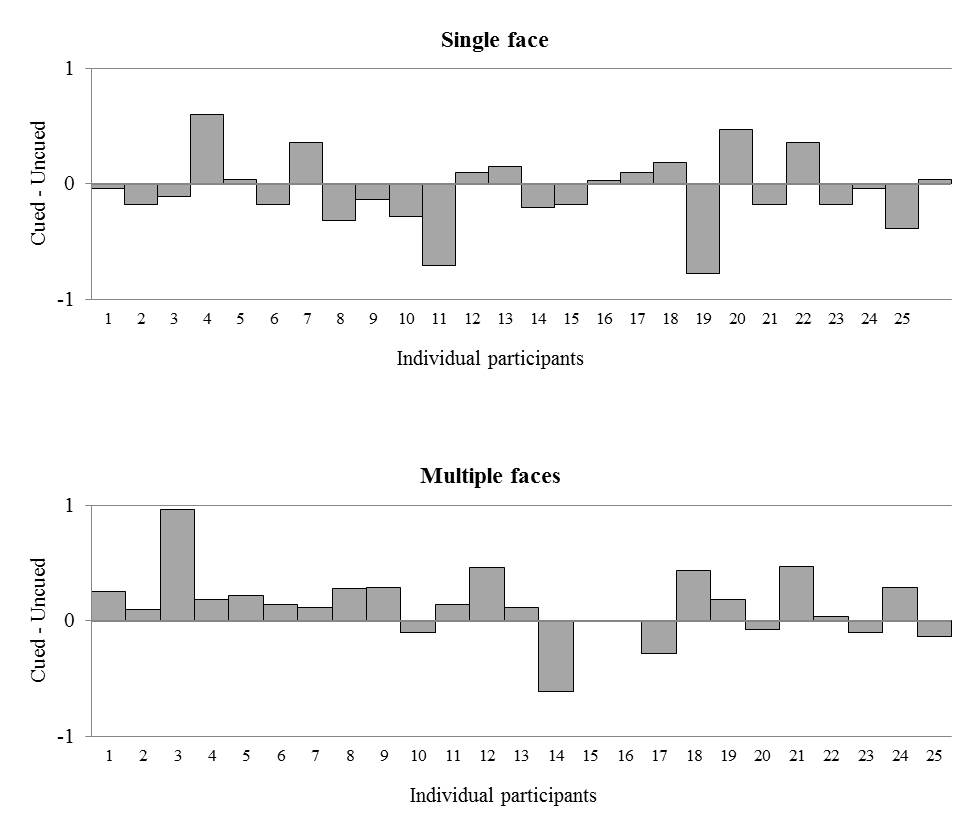 Single face
1
0
-1
Cued - Uncued
1 2 3 4 5 6 7 8 9 10 11 12 13 14 15 16 17 18 19 20 21 22 23 24 25
Individual participants
Multiple faces
1
0
-1
Cued - Uncued
1 2 3 4 5 6 7 8 9 10 11 12 13 14 15 16 17 18 19 20 21 22 23 24 25
Individual participants